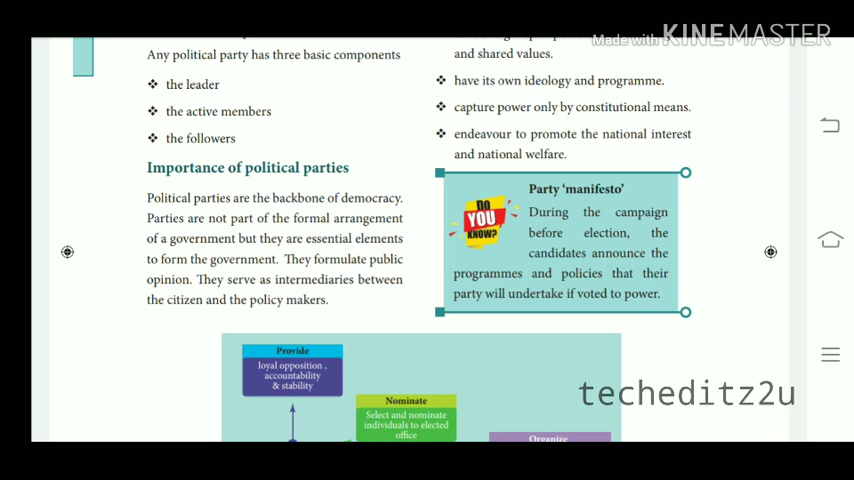 Made with KINEMASTER
Any political party has three basic components
❖ the leader
❖ the active members
❖ the followers
Importance of political parties
Political parties are the backbone of democracy.
Parties are not part of the formal arrangement
of a government but they are essential elements
to form the government. They formulate public
opinion. They serve as intermediaries between
the citizen and the policy makers.
and shared values.
❖ have its own ideology and programme.
❖ capture power only by constitutional means.
❖ endeavour to promote the national interest
and national welfare.
DO
YOU
KNOW?
Party ‘manifesto’
During the campaign
before election, the
candidates announce the
programmes and policies that their
party will undertake if voted to power.
Provide
loyal opposition ,
accountability
& stability
Nominate
Select and nominate
individuals to elected
office
Organize
techeditz2u